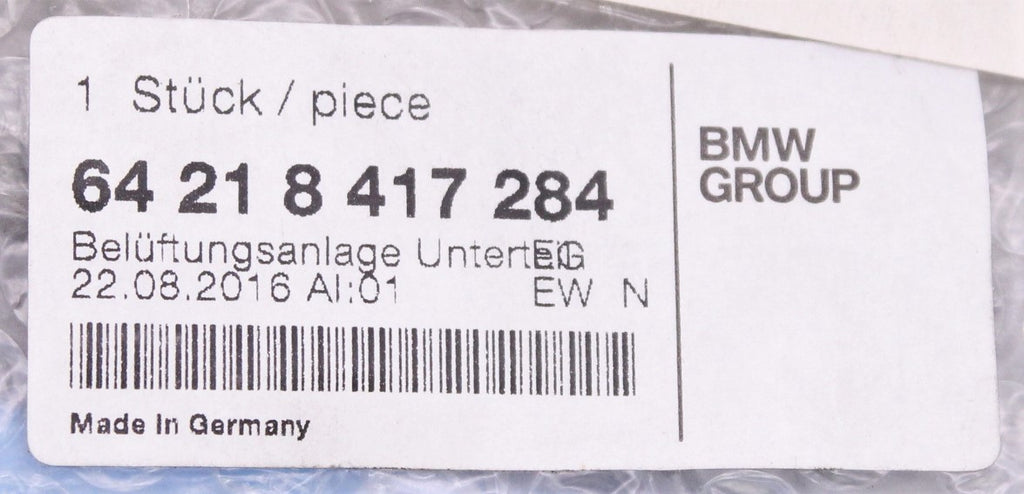 1 Stück / piece
64 21 8 417 284
Belüftungsanlage Unterteil EG
22.08.2016 AI:01 EW N
Made In Germany
BMW
GROUP